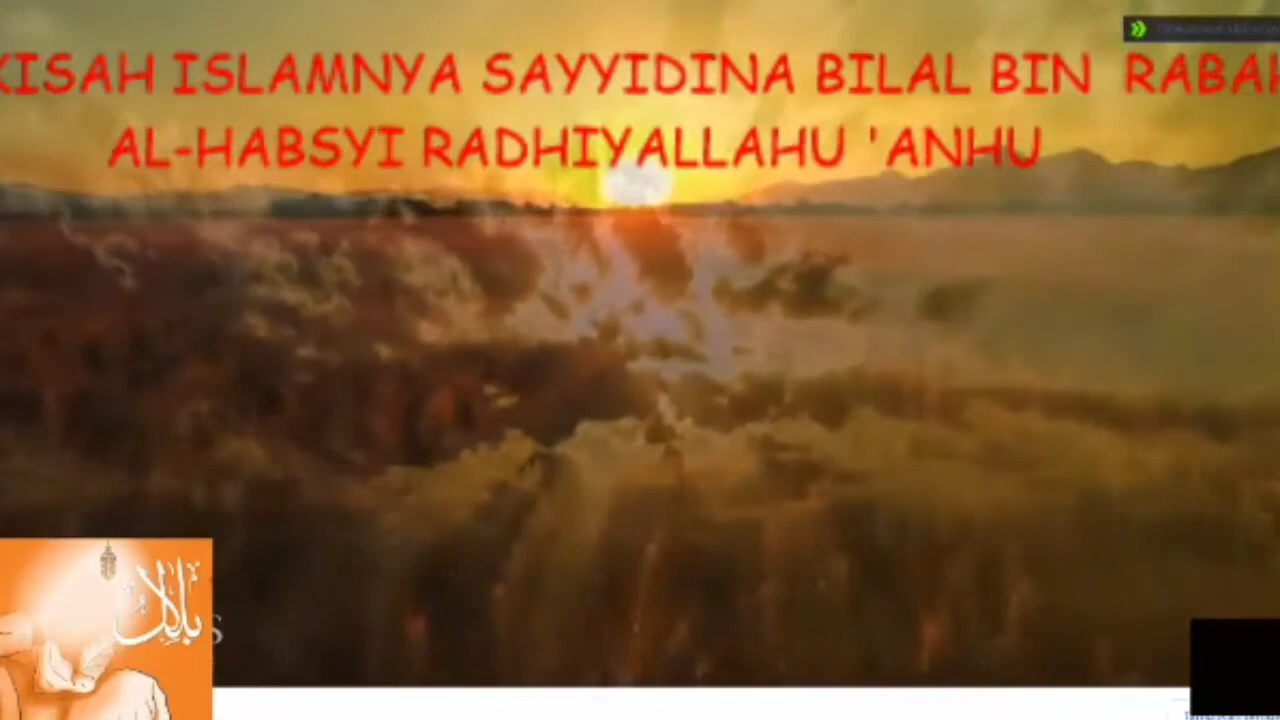 KISAH ISLAMNYA SAYYIDINA BILAL BIN RABAH
AL-HABSYI RADHIYALLAHU 'ANHU
بلال
S